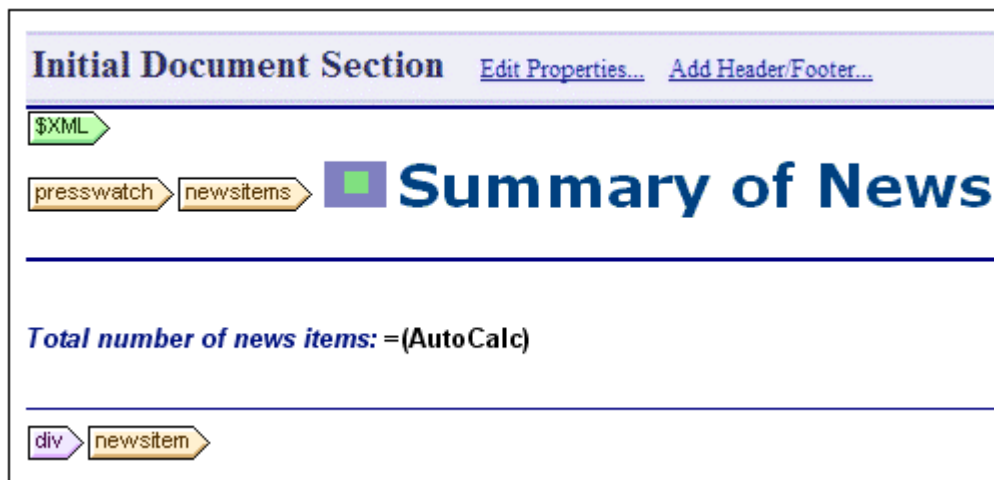 Initial Document Section Edit Properties... Add Header/Footer...
$XML
presswatch newsitems Summary of News
Total number of news items: =(AutoCalc)
div newsitem